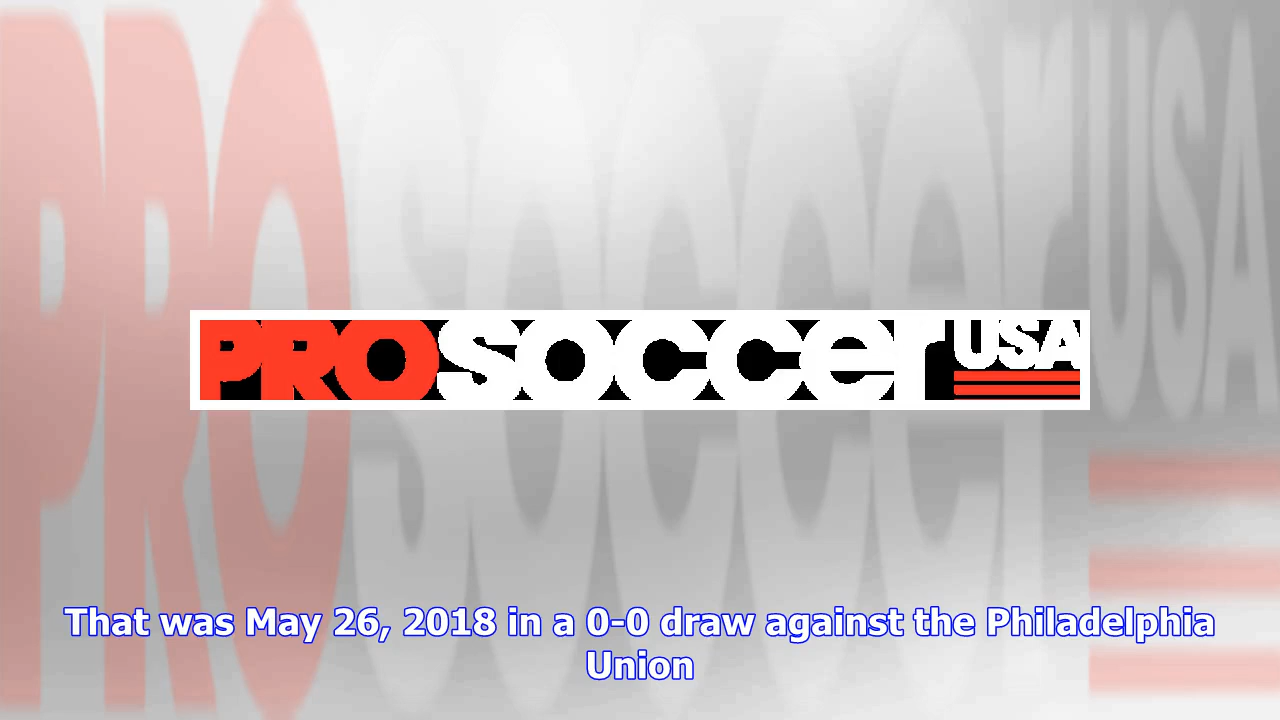 PROsoccer USA
That was May 26, 2018 in a 0-0 draw against the Philadelphia
Union